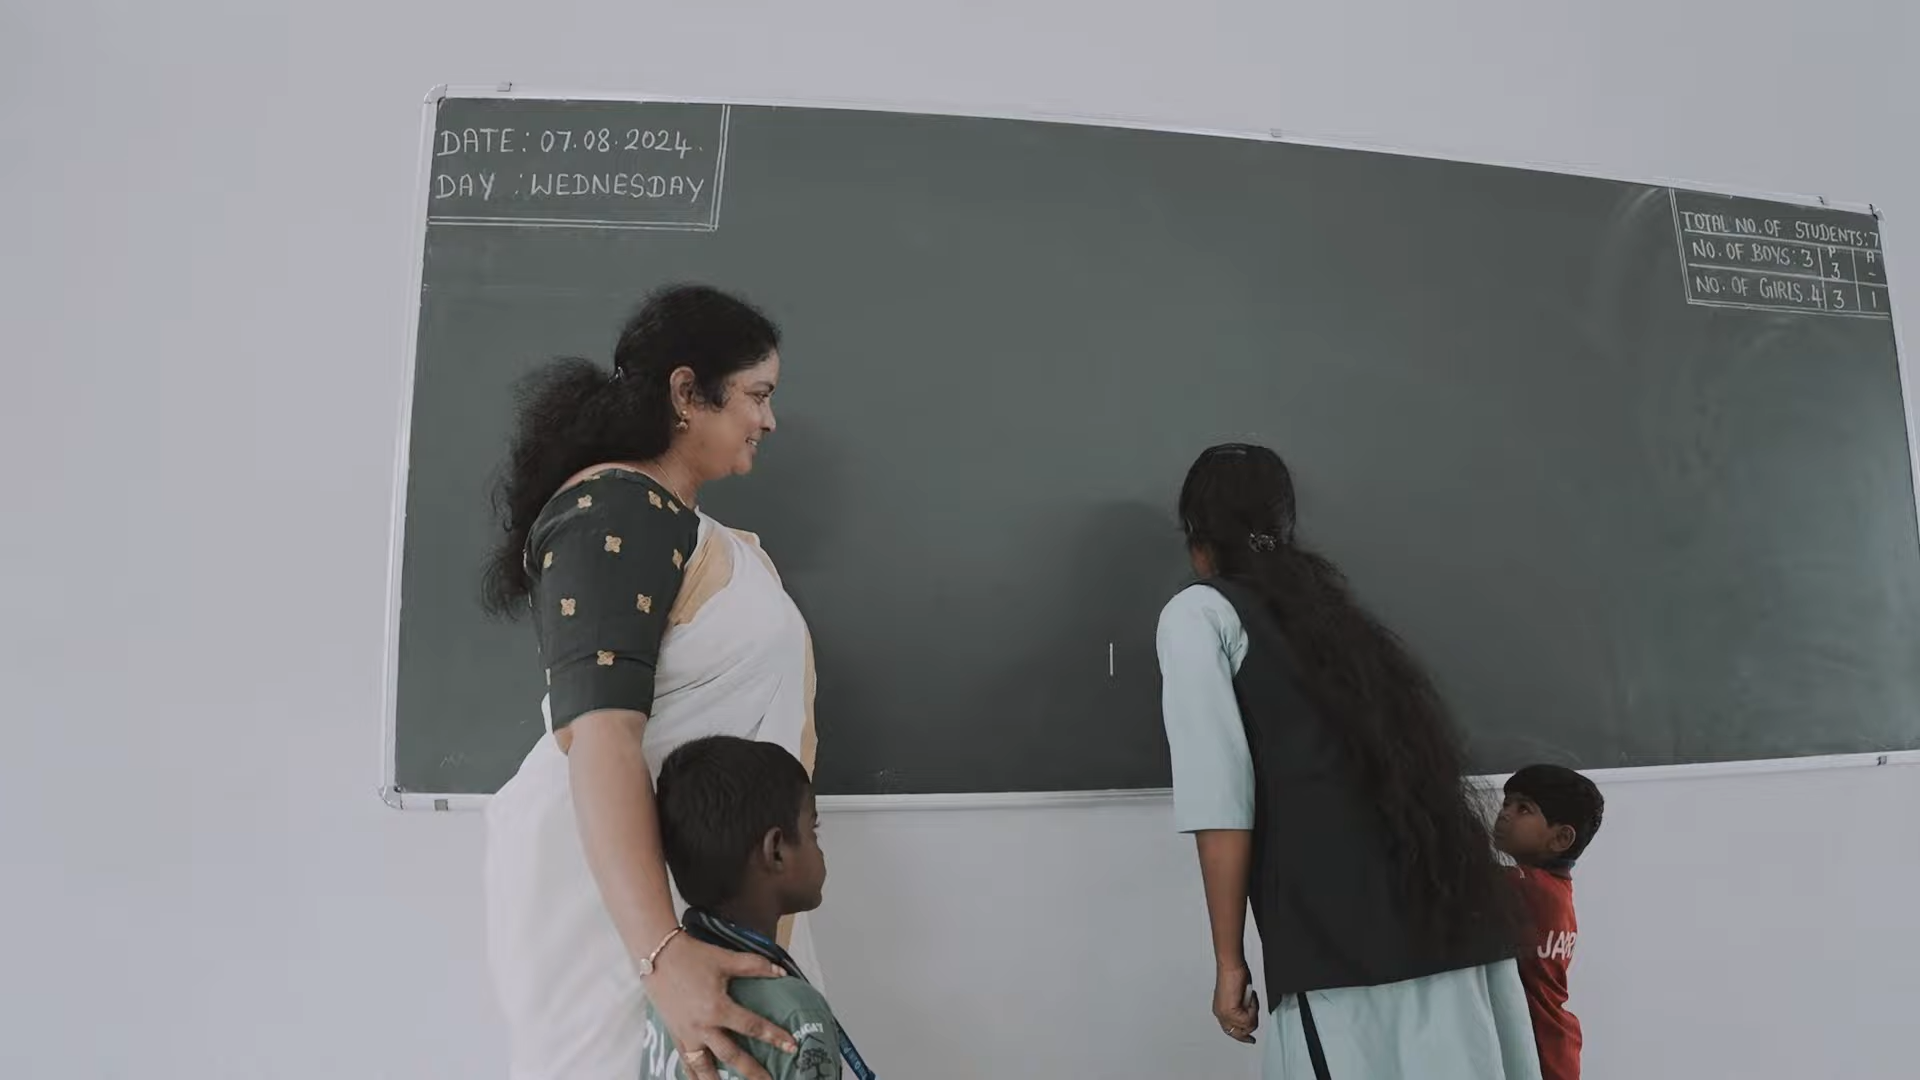 DATE: 07.08.2024.
DAY : WEDNESDAY
TOTAL NO. OF STUDENTS: 7
NO. OF BOYS: 3 P 3 A -
NO. OF GIRLS. 4 3 1